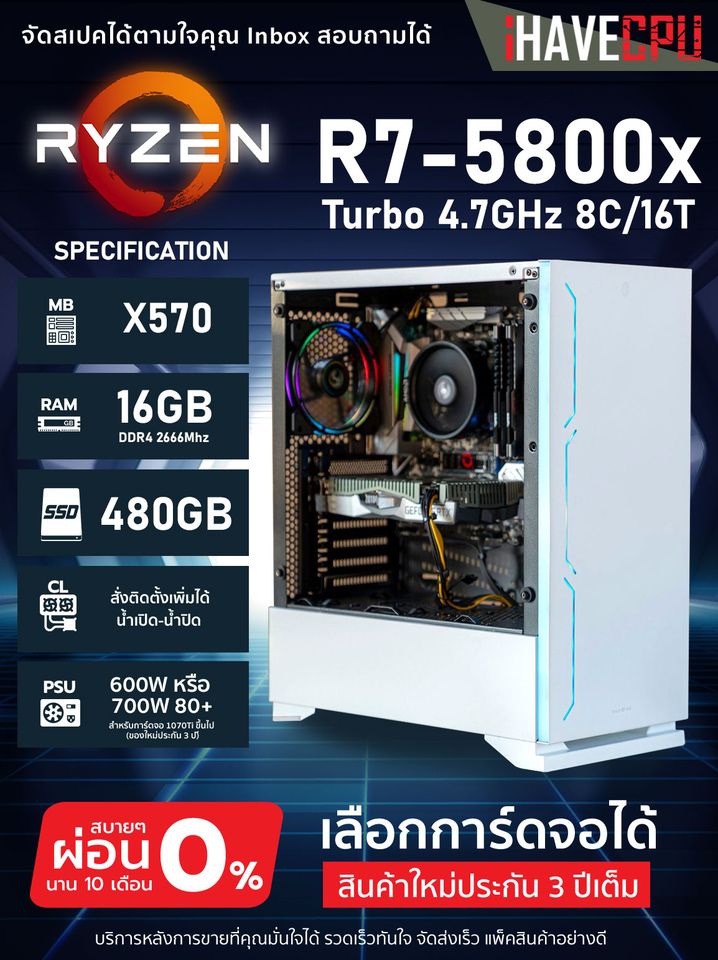 จัดสเปคได้ตามใจคุณ Inbox สอบถามได้
iHAVECPU
RYZEN
R7-5800x
Turbo 4.7GHz 8C/16T
SPECIFICATION
MB
X570
RAM
GB
16GB
DDR4 2666Mhz
SSD
480GB
CL
สั่งติดตั้งเพิ่มได้
น้ำเปิด-น้ำปิด
PSU
600W หรือ
700W 80+
สำหรับการ์ดจอ 1070Ti ขึ้นไป
(ของใหม่ประกัน 3 ปี)
AMD
GEFORCE RTX
สบายๆ
ผ่อน
นาน 10 เดือน
0%
เลือกการ์ดจอได้
สินค้าใหม่ประกัน 3 ปีเต็ม
บริการหลังการขายที่คุณมั่นใจได้ รวดเร็วทันใจ จัดส่งเร็ว แพ็คสินค้าอย่างดี